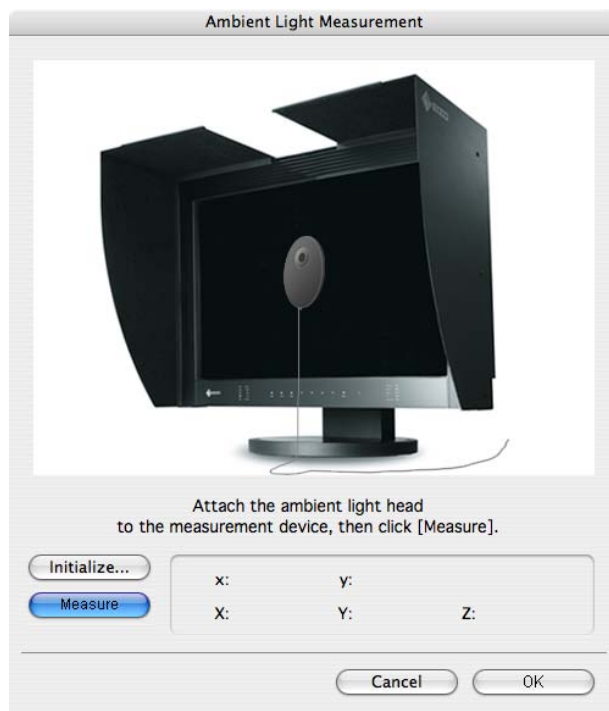 Ambient Light Measurement
EIZO
Attach the ambient light head
to the measurement device, then click [Measure].
Initialize...
Measure
x: y:
X: Y: Z:
Cancel OK